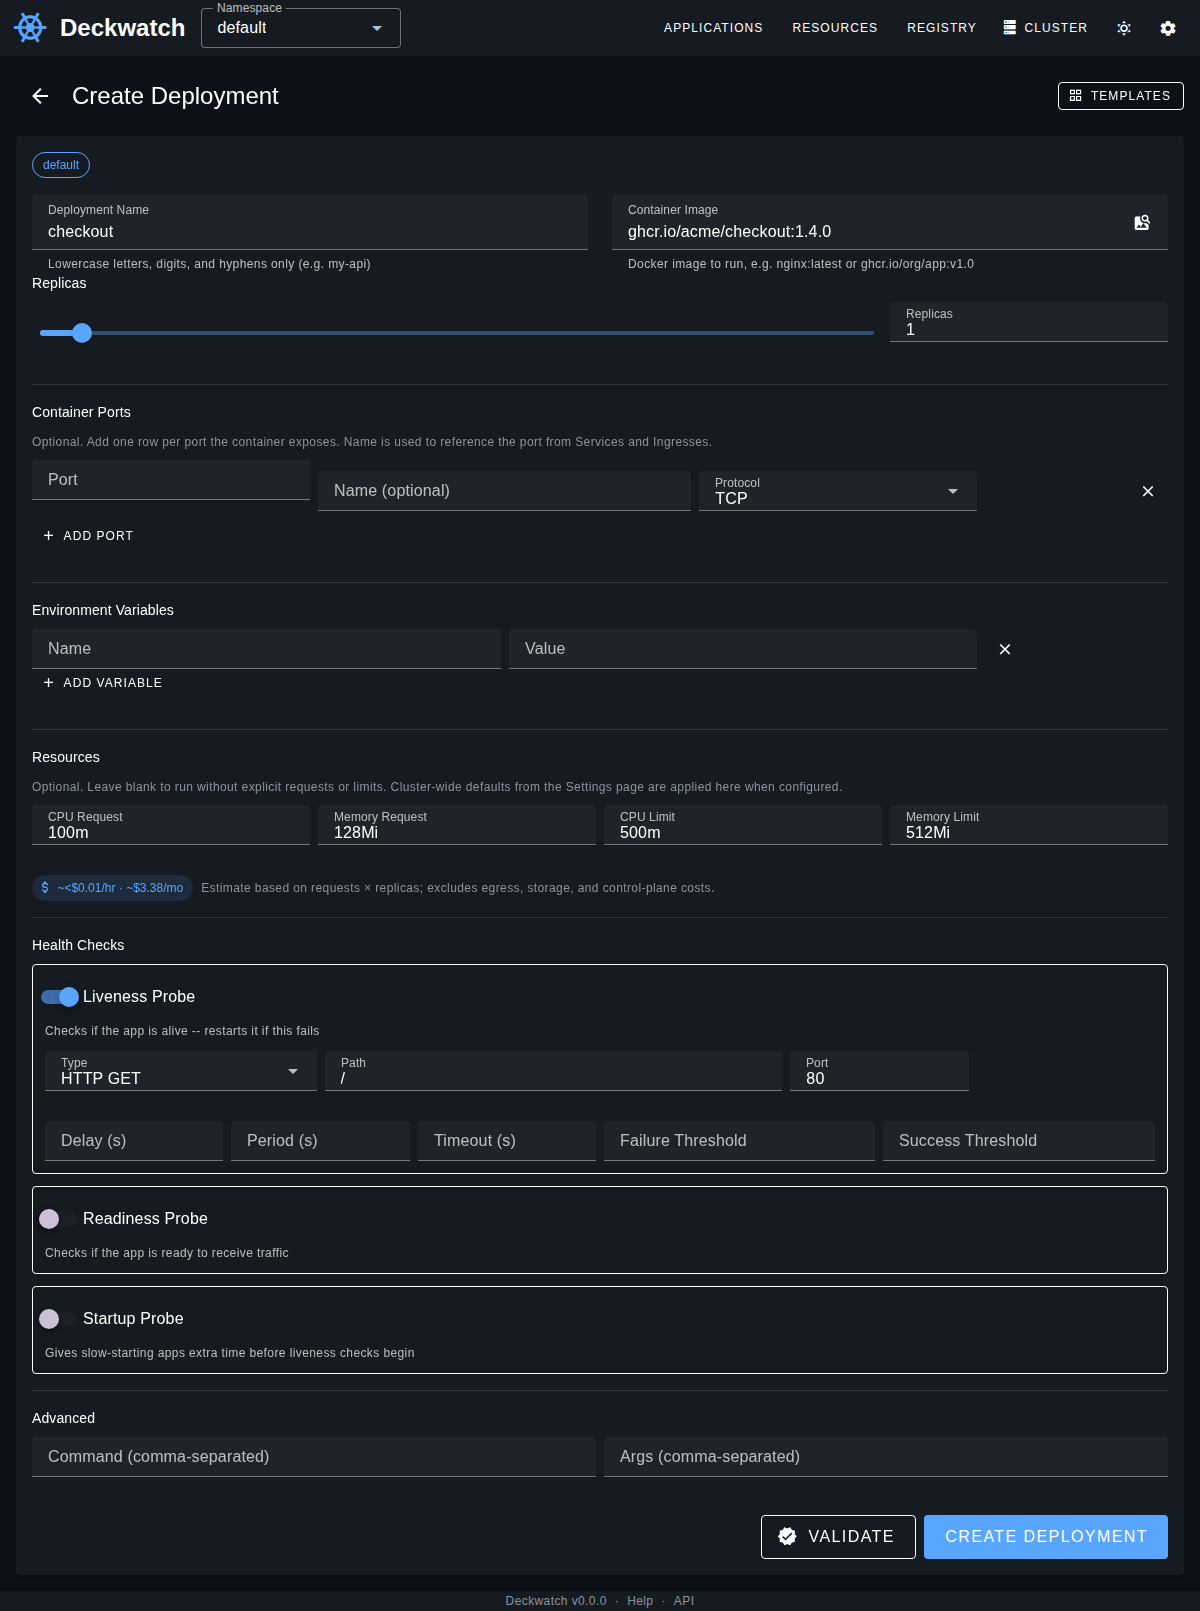 Deckwatch
Namespace
default
APPLICATIONS
RESOURCES
REGISTRY
CLUSTER
Create Deployment
TEMPLATES
default
Deployment Name
checkout
Lowercase letters, digits, and hyphens only (e.g. my-api)
Container Image
ghcr.io/acme/checkout:1.4.0
Docker image to run, e.g. nginx:latest or ghcr.io/org/app:v1.0
Replicas
Replicas
1
Container Ports
Optional. Add one row per port the container exposes. Name is used to reference the port from Services and Ingresses.
Port
Name (optional)
Protocol
TCP
ADD PORT
Environment Variables
Name
Value
ADD VARIABLE
Resources
Optional. Leave blank to run without explicit requests or limits. Cluster-wide defaults from the Settings page are applied here when configured.
CPU Request
100m
Memory Request
128Mi
CPU Limit
500m
Memory Limit
512Mi
~<$0.01/hr · ~$3.38/mo
Estimate based on requests × replicas; excludes egress, storage, and control-plane costs.
Health Checks
Liveness Probe
Checks if the app is alive -- restarts it if this fails
Type
HTTP GET
Path
/
Port
80
Delay (s)
Period (s)
Timeout (s)
Failure Threshold
Success Threshold
Readiness Probe
Checks if the app is ready to receive traffic
Startup Probe
Gives slow-starting apps extra time before liveness checks begin
Advanced
Command (comma-separated)
Args (comma-separated)
VALIDATE
CREATE DEPLOYMENT
Deckwatch v0.0.0 · Help · API